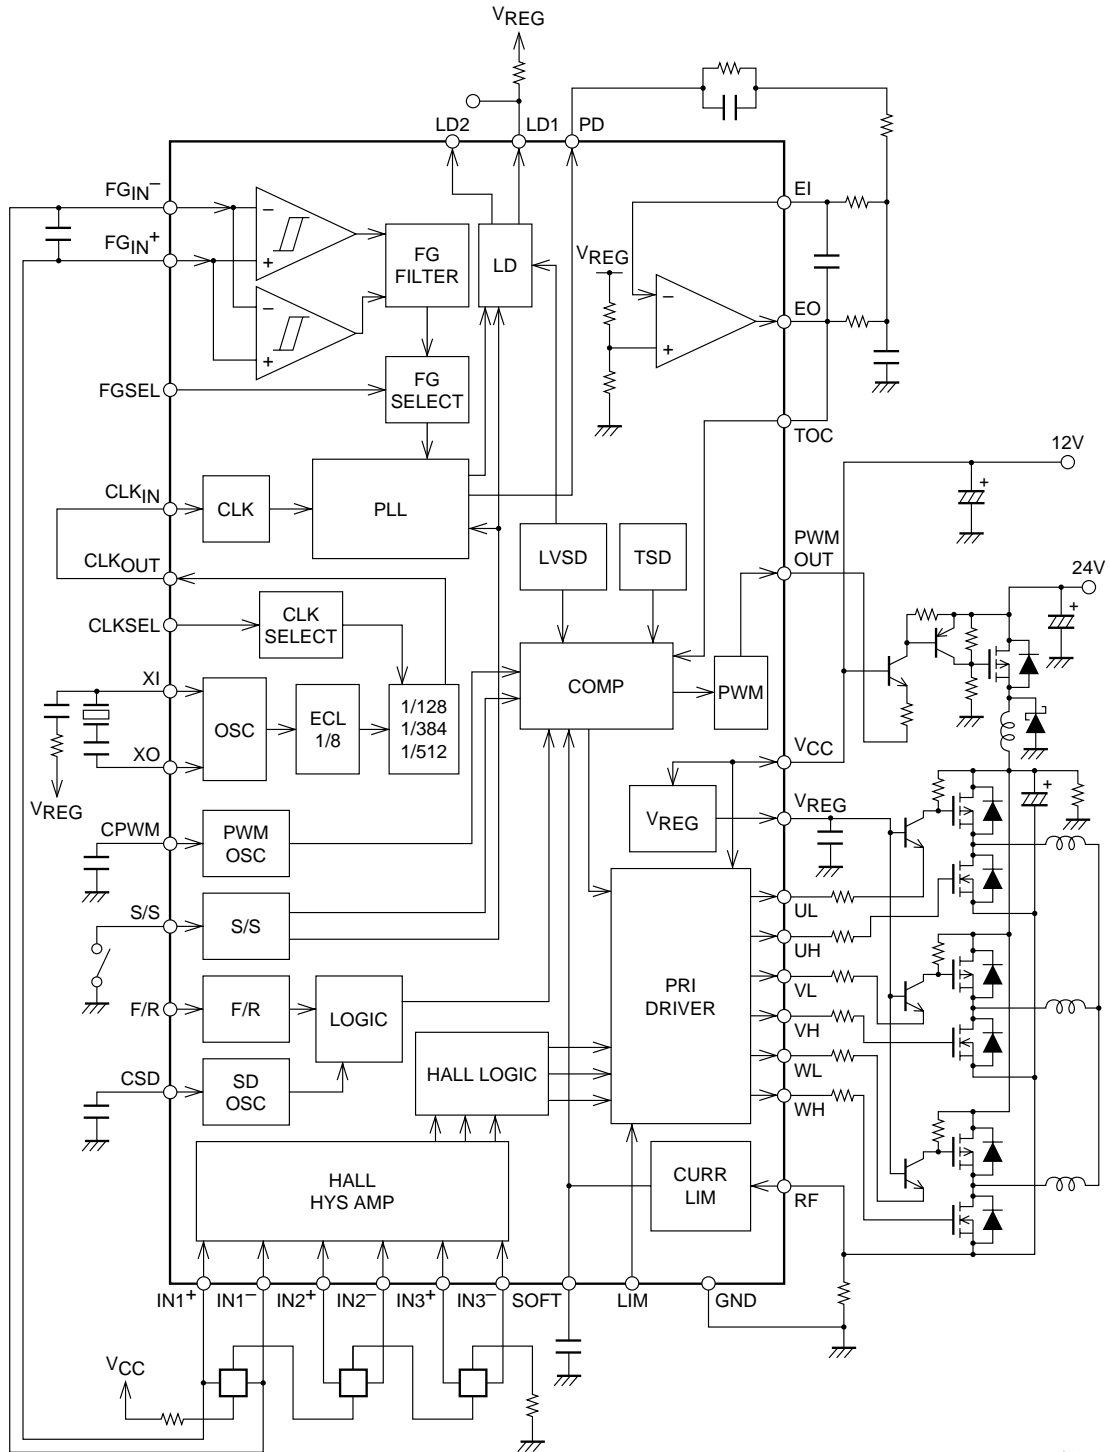 VREG
LD2
LD1
PD
FGIN−
FGIN+
−
+
−
+
FG
FILTER
LD
EI
VREG
−
+
EO
FGSEL
FG
SELECT
TOC
12V
+
CLKIN
CLK
PLL
CLKOUT
LVSD
TSD
PWM
OUT
24V
+
CLKSEL
CLK
SELECT
COMP
PWM
XI
XO
OSC
ECL
1/8
1/128
1/384
1/512
VREG
VCC
VREG
VREG
+
CPWM
PWM
OSC
S/S
S/S
UL
UH
VL
VH
WL
WH
PRI
DRIVER
F/R
F/R
LOGIC
HALL LOGIC
CSD
SD
OSC
HALL
HYS AMP
CURR
LIM
RF
IN1+
IN1−
IN2+
IN2−
IN3+
IN3−
SOFT
LIM
GND
VCC